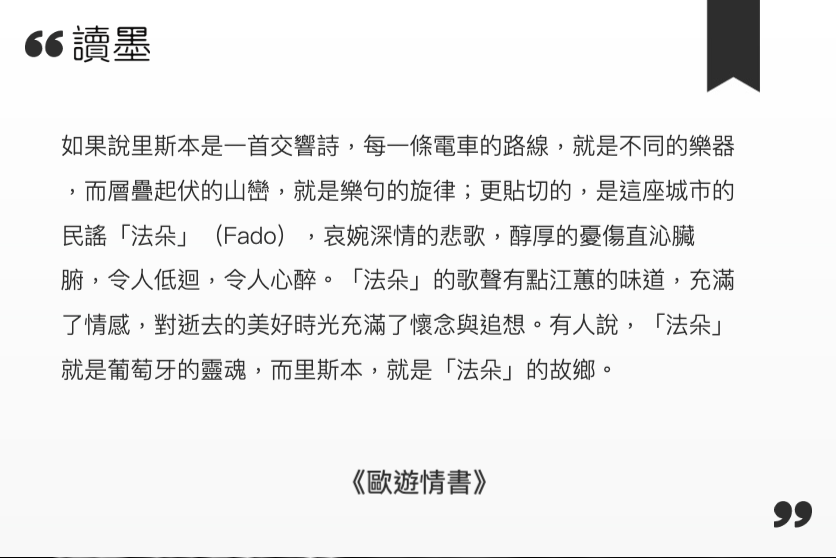 讀墨
如果說里斯本是一首交響詩，每一條電車的路線，就是不同的樂器
，而層疊起伏的山巒，就是樂句的旋律；更貼切的，是這座城市的
民謠「法朵」（Fado），哀婉深情的悲歌，醇厚的憂傷直沁臟
腑，令人低迴，令人心醉。「法朵」的歌聲有點江蕙的味道，充滿
了情感，對逝去的美好時光充滿了懷念與追想。有人說，「法朵」
就是葡萄牙的靈魂，而里斯本，就是「法朵」的故鄉。
《歐遊情書》